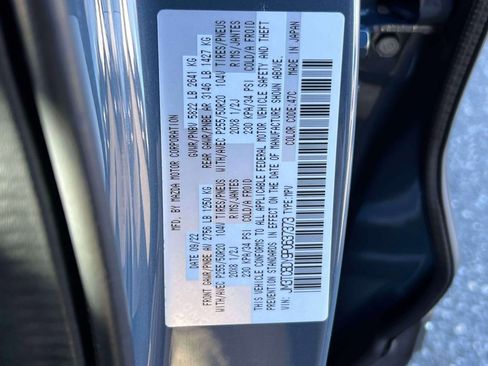 MFD. BY MAZDA MOTOR CORPORATION
DATE: 09/22 GVWR/PNBV 5822 LB 2641 KG
FRONT GAWR/PNBE AV 2756 LB 1250 KG REAR GAWR/PNBE AR 3146 LB 1427 KG
WITH/AVEC P255/50R20 104V TIRES/PNEUS WITH/AVEC P255/50R20 104V TIRES/PNEUS
20X8 1/2J RIMS/JANTES 20X8 1/2J RIMS/JANTES
230 KPA/34 PSI COLD/A FROID 230 KPA/34 PSI COLD/A FROID
THIS VEHICLE CONFORMS TO ALL APPLICABLE FEDERAL MOTOR VEHICLE SAFETY AND THEFT
PREVENTION STANDARDS IN EFFECT ON THE DATE OF MANUFACTURE SHOWN ABOVE.
VIN: TYPE: MPV COLOR CODE: 47C MADE IN JAPAN